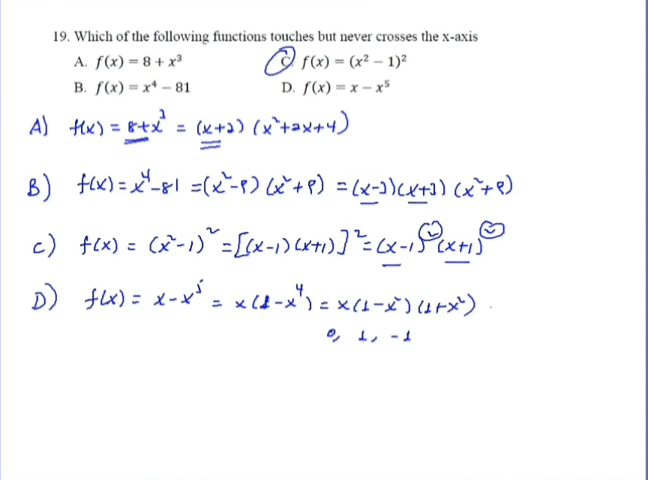 19. Which of the following functions touches but never crosses the x-axis
A. f(x) = 8 + x³ C. f(x) = (x² – 1)²
B. f(x) = x⁴ – 81 D. f(x) = x – x⁵
A) f(x) = 8+x³ = (x+2) (x²+2x+4)
B) f(x) = x⁴-81 =(x²-9) (x²+9) = (x-3)(x+3) (x²+9)
C) f(x) = (x²-1)² =[(x-1)(x+1)]² = (x-1)² (x+1)²
D) f(x) = x-x⁵ = x(1-x⁴) = x(1-x²) (1+x²)
0, 1, -1